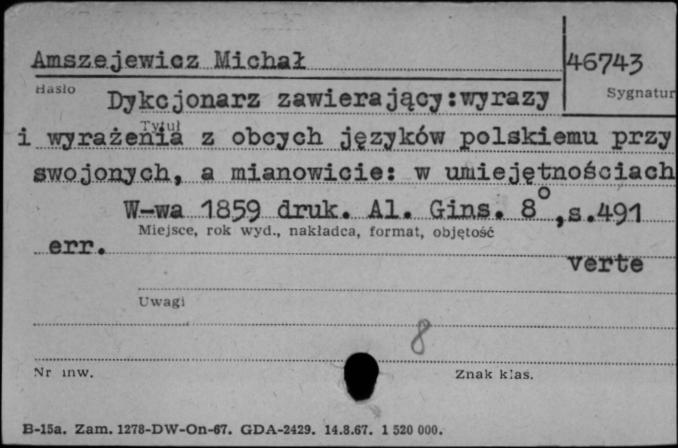 Amszejewicz Michał
46743
Hasło
Sygnatur
Dykcjonarz zawierający:wyrazy
Tytuł
i wyrażenia z obcych języków polskiemu przy
swojonych, a mianowicie: w umiejętnościach
W-wa 1859 druk. Al. Gins. 8°,s.491
Miejsce, rok wyd., nakładca, format, objętość
err.
verte
Uwagi
8
Nr inw.
Znak klas.
B-15a. Zam. 1278-DW-On-67. GDA-2429. 14.8.67. 1 520 000.